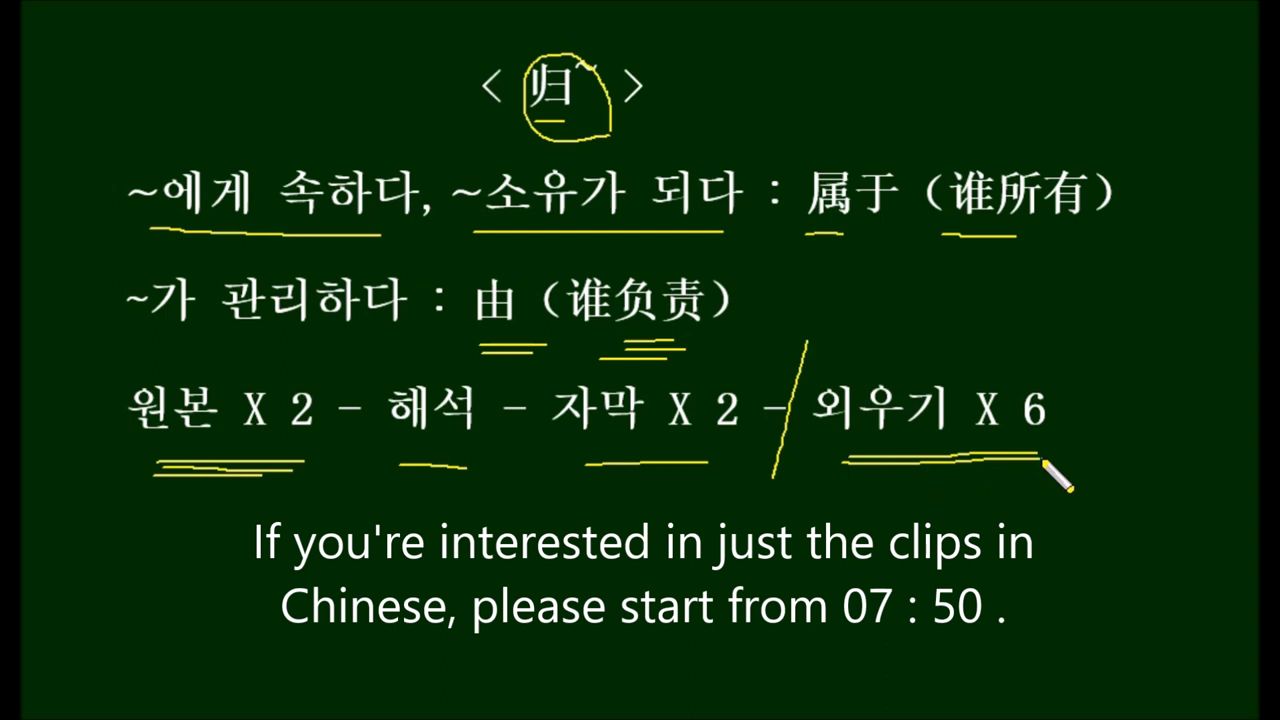 < 归~ >
~에게 속하다, ~소유가 되다 : 属于（谁所有）
~가 관리하다 : 由（谁负责）
원본 X 2 - 해석 - 자막 X 2 - 외우기 X 6
If you're interested in just the clips in
Chinese, please start from 07 : 50 .